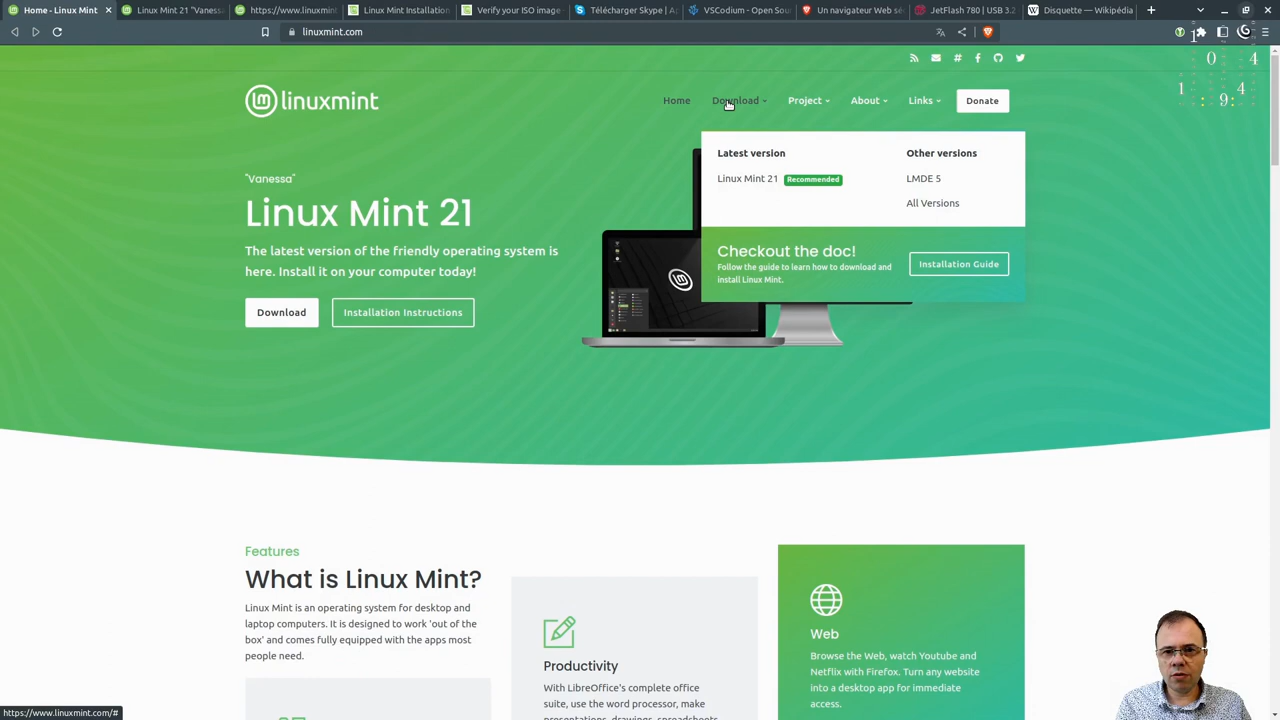 Home - Linux Mint
Linux Mint 21 "Vaness
https://www.linuxmint
Linux Mint Installation
Verify your ISO image
Télécharger Skype | A
VSCodium - Open Sou
Un navigateur Web sé
JetFlash 780 | USB 3.2
Disquette — Wikipédia
linuxmint.com
linuxmint
Home
Download
Project
About
Links
Donate
Latest version
Other versions
Linux Mint 21 Recommended
LMDE 5
All Versions
"Vanessa"
Linux Mint 21
The latest version of the friendly operating system is
here. Install it on your computer today!
Download
Installation Instructions
Checkout the doc!
Follow the guide to learn how to download and
install Linux Mint.
Installation Guide
Features
What is Linux Mint?
Linux Mint is an operating system for desktop and
laptop computers. It is designed to work 'out of the
box' and comes fully equipped with the apps most
people need.
Productivity
With LibreOffice's complete office
suite, use the word processor, make
presentations, drawings, spreadsheets
Web
Browse the Web, watch Youtube and
Netflix with Firefox. Turn any website
into a desktop app for immediate
access.
https://www.linuxmint.com/#